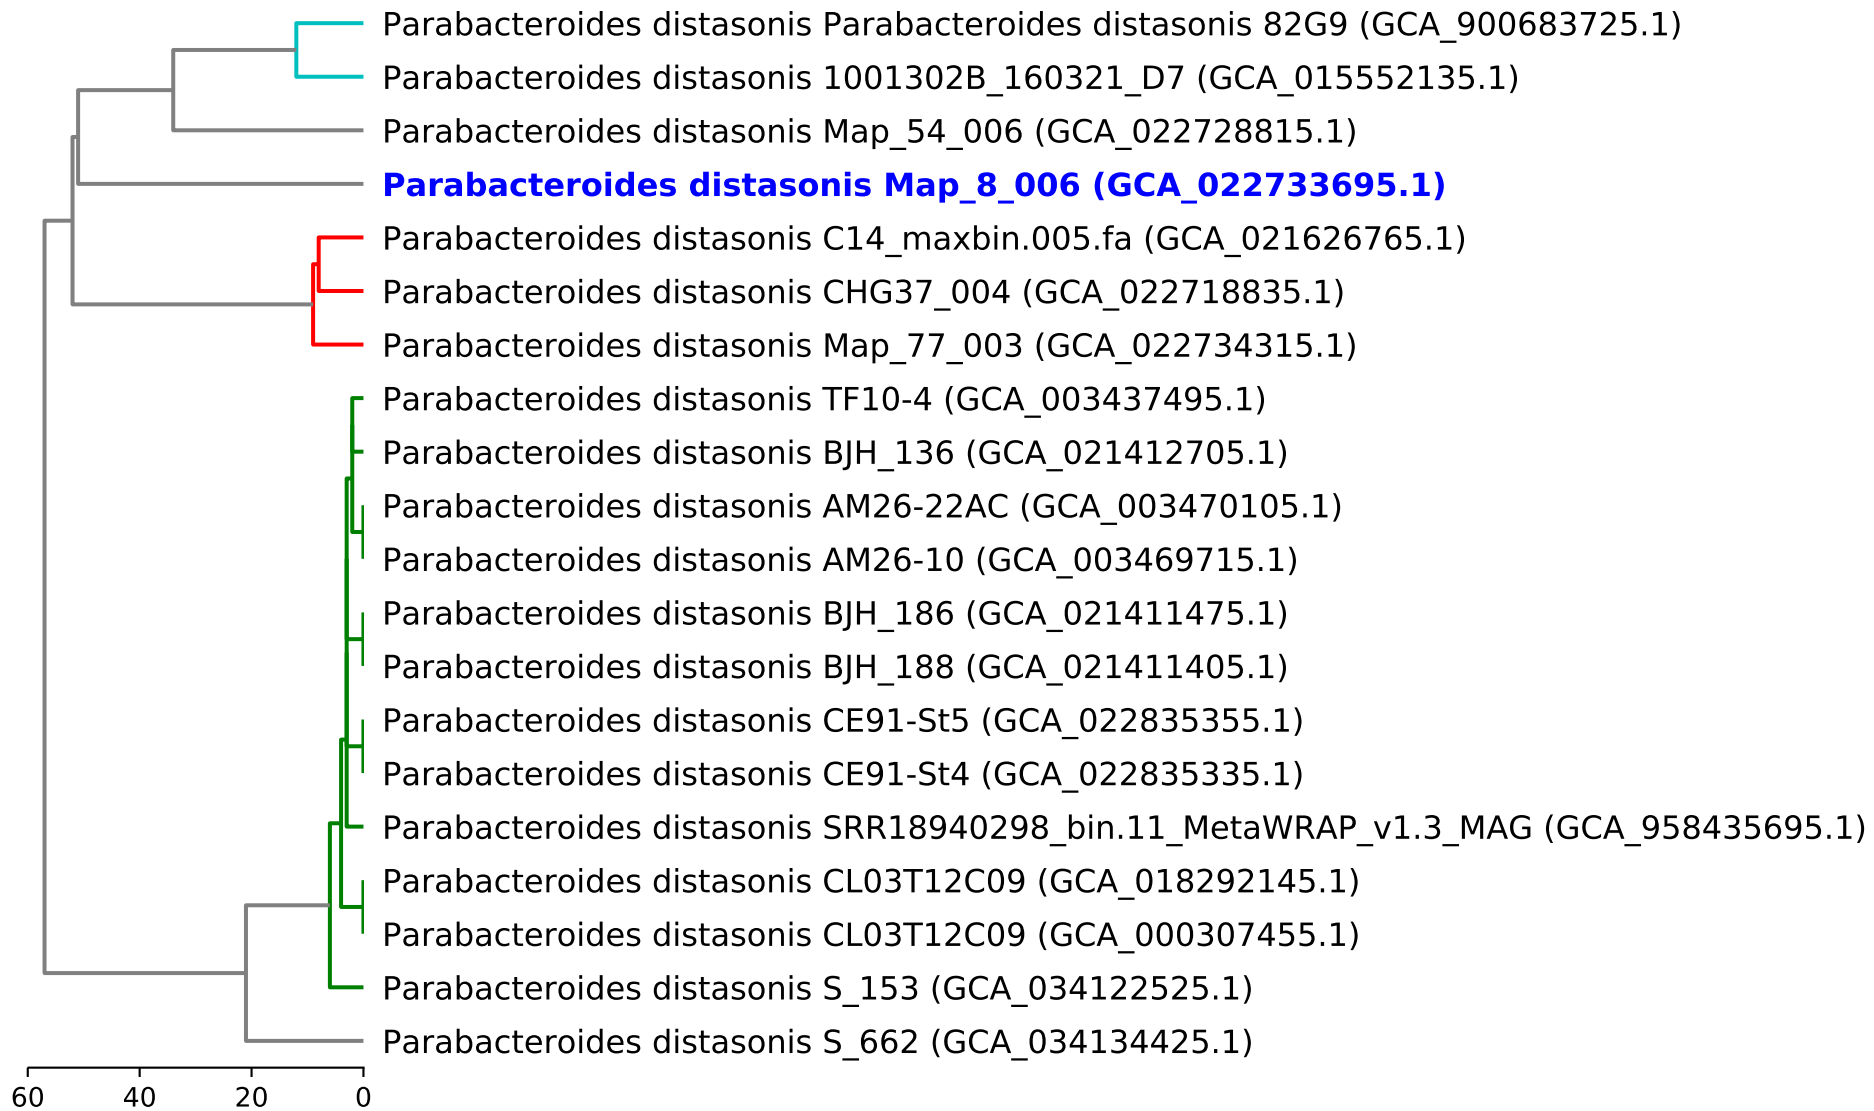 Parabacteroides distasonis Parabacteroides distasonis 82G9 (GCA_900683725.1)
Parabacteroides distasonis 1001302B_160321_D7 (GCA_015552135.1)
Parabacteroides distasonis Map_54_006 (GCA_022728815.1)
Parabacteroides distasonis Map_8_006 (GCA_022733695.1)
Parabacteroides distasonis C14_maxbin.005.fa (GCA_021626765.1)
Parabacteroides distasonis CHG37_004 (GCA_022718835.1)
Parabacteroides distasonis Map_77_003 (GCA_022734315.1)
Parabacteroides distasonis TF10-4 (GCA_003437495.1)
Parabacteroides distasonis BJH_136 (GCA_021412705.1)
Parabacteroides distasonis AM26-22AC (GCA_003470105.1)
Parabacteroides distasonis AM26-10 (GCA_003469715.1)
Parabacteroides distasonis BJH_186 (GCA_021411475.1)
Parabacteroides distasonis BJH_188 (GCA_021411405.1)
Parabacteroides distasonis CE91-St5 (GCA_022835355.1)
Parabacteroides distasonis CE91-St4 (GCA_022835335.1)
Parabacteroides distasonis SRR18940298_bin.11_MetaWRAP_v1.3_MAG (GCA_958435695.1)
Parabacteroides distasonis CL03T12C09 (GCA_018292145.1)
Parabacteroides distasonis CL03T12C09 (GCA_000307455.1)
Parabacteroides distasonis S_153 (GCA_034122525.1)
Parabacteroides distasonis S_662 (GCA_034134425.1)
60 40 20 0